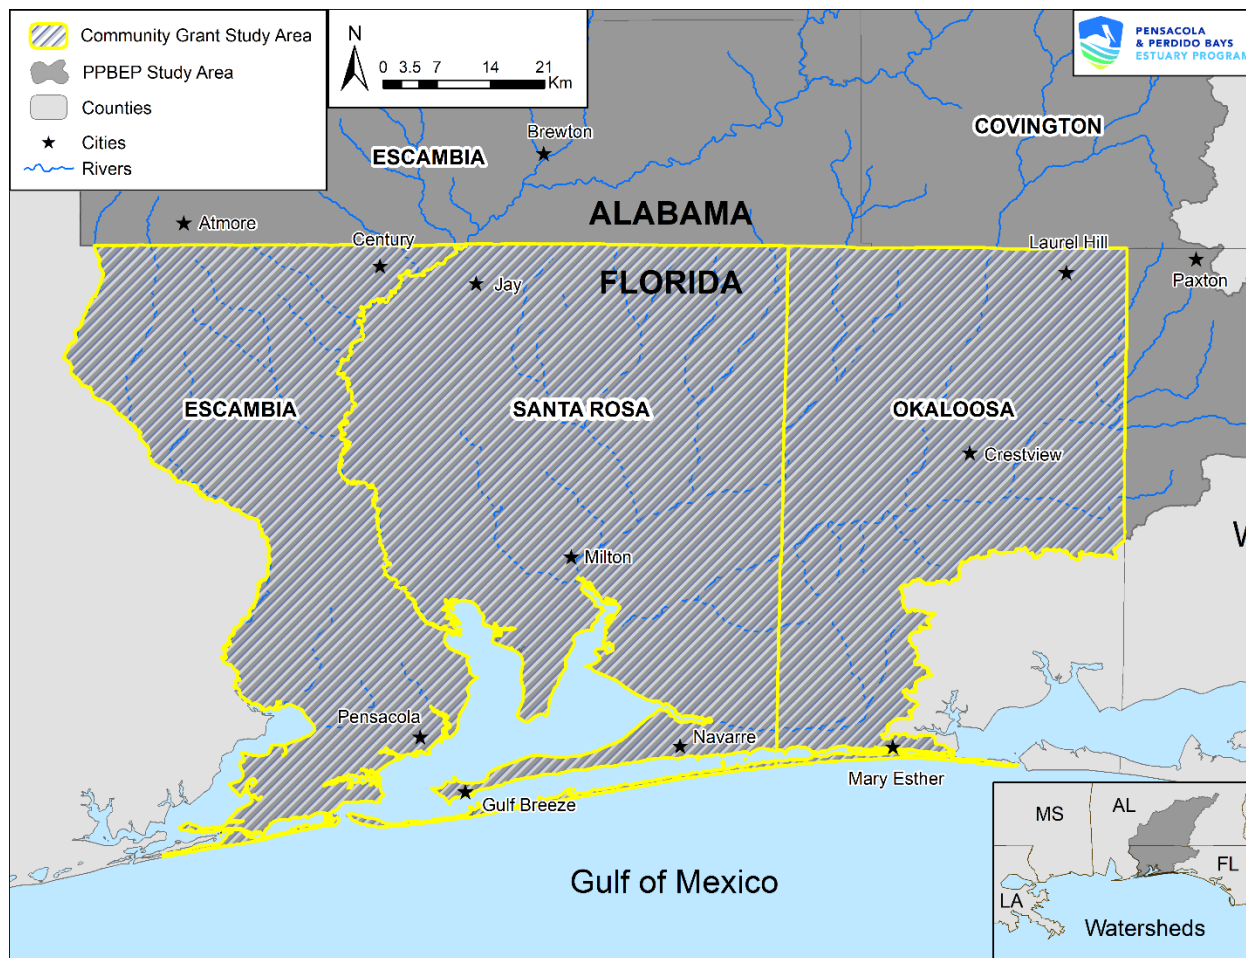 Community Grant Study Area
PPBEP Study Area
Counties
Cities
Rivers
N
0 3.5 7 14 21
Km
PENSACOLA
& PERDIDO BAYS
ESTUARY PROGRAM
Brewton
COVINGTON
ESCAMBIA
ALABAMA
Atmore
Century
Laurel Hill
Jay
FLORIDA
Paxton
ESCAMBIA
SANTA ROSA
OKALOOSA
Crestview
W
Milton
Pensacola
Navarre
Mary Esther
Gulf Breeze
Gulf of Mexico
MS
AL
FL
LA
Watersheds